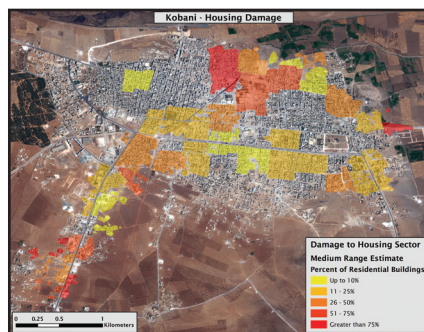 Kobani - Housing Damage
Damage to Housing Sector
Medium Range Estimate
Percent of Residential Buildings
Up to 10%
11 - 25%
26 - 50%
51 - 75%
Greater than 75%
0 0.25 0.5 1
Kilometers